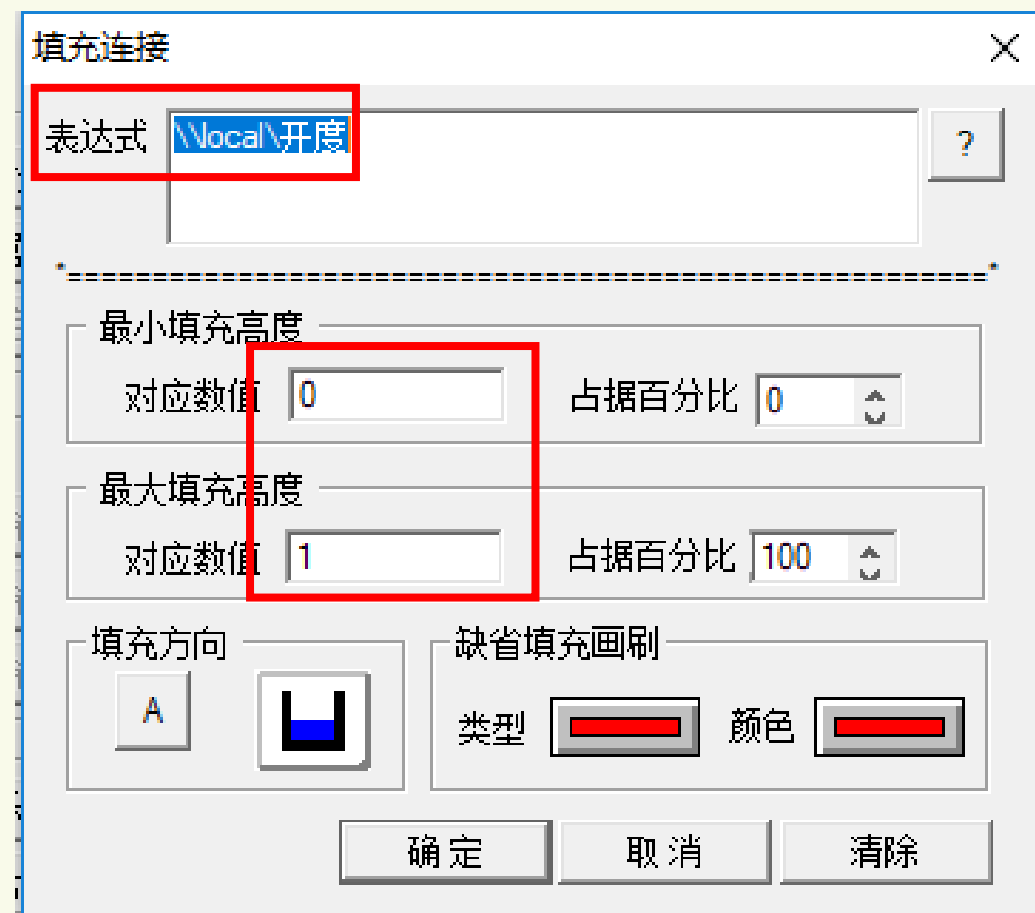 填充连接
表达式 \\local\开度 ?
*======================================================*
最小填充高度
对应数值 0 占据百分比 0
最大填充高度
对应数值 1 占据百分比 100
填充方向 缺省填充画刷
A 类型 颜色
确定 取消 清除